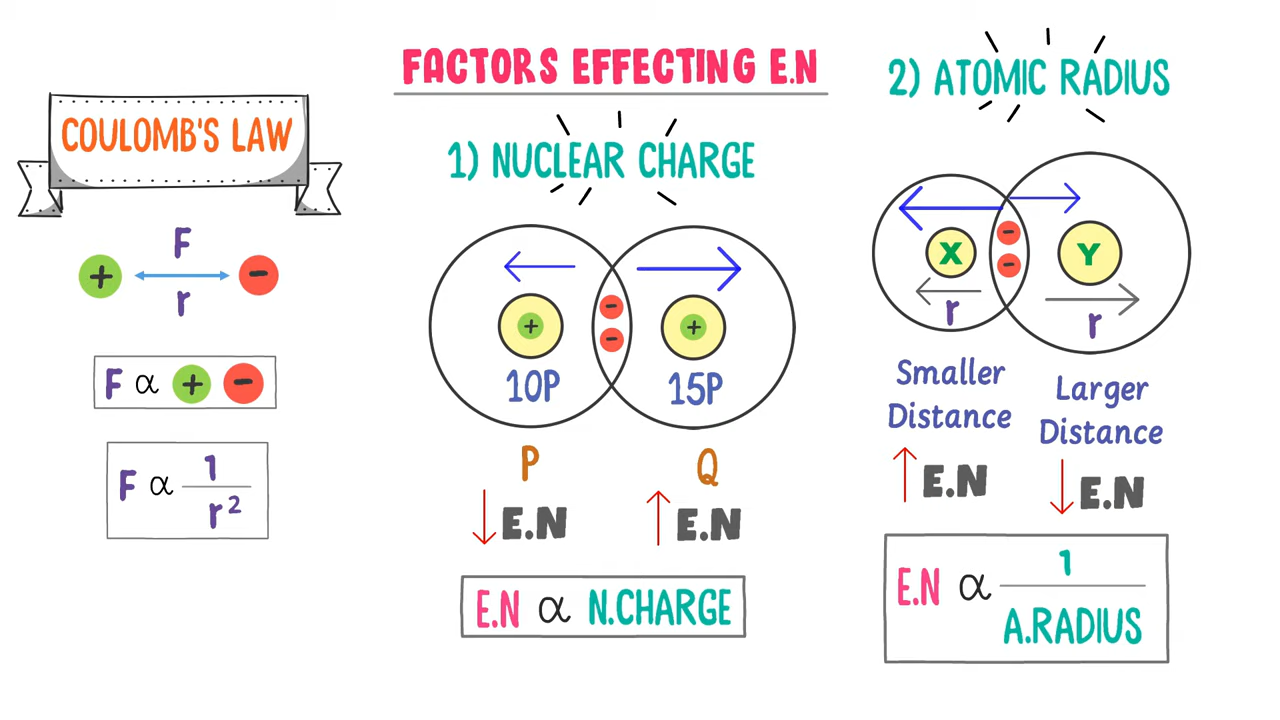 COULOMB'S LAW
F
+ -
r
F ∝ + -
F ∝ 1
r²
FACTORS EFFECTING E.N
1) NUCLEAR CHARGE
-
+ +
-
10P 15P
P Q
↓ E.N ↑ E.N
E.N ∝ N.CHARGE
2) ATOMIC RADIUS
-
X Y
-
r r
Smaller
Distance
Larger
Distance
↑ E.N ↓ E.N
E.N ∝ 1
A.RADIUS